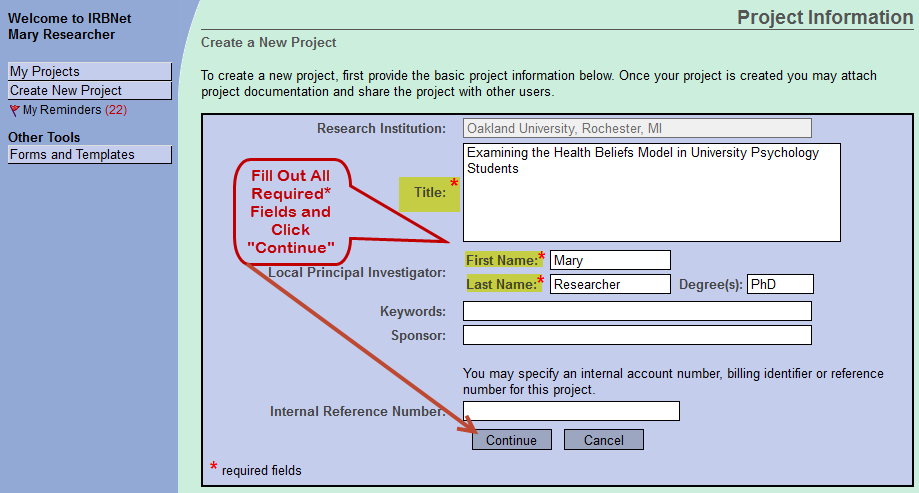 Welcome to IRBNet
Mary Researcher
My Projects
Create New Project
My Reminders (22)
Other Tools
Forms and Templates
Project Information
Create a New Project
To create a new project, first provide the basic project information below. Once your project is created you may attach
project documentation and share the project with other users.
Research Institution: Oakland University, Rochester, MI
Title:* Examining the Health Beliefs Model in University Psychology
Students
Fill Out All
Required*
Fields and
Click
"Continue"
Local Principal Investigator:
First Name:* Mary
Last Name:* Researcher Degree(s): PhD
Keywords:
Sponsor:
You may specify an internal account number, billing identifier or reference
number for this project.
Internal Reference Number:
Continue Cancel
* required fields